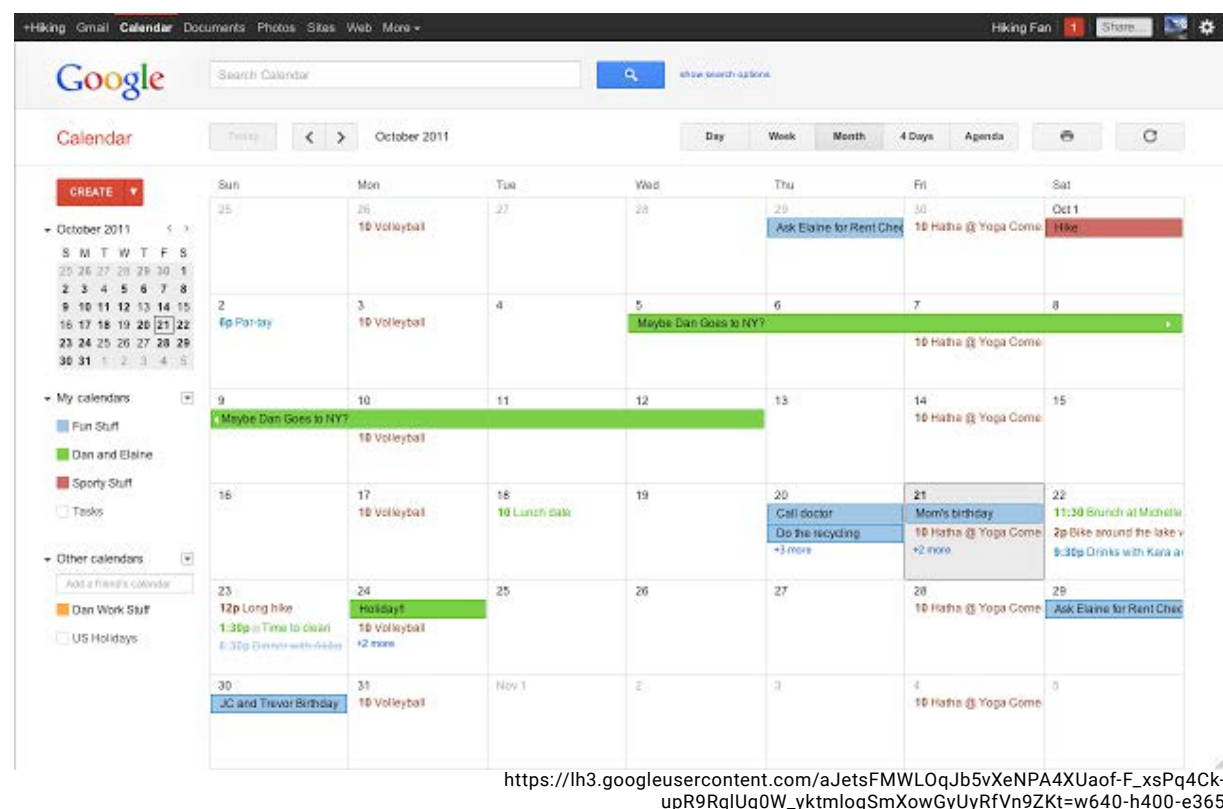 +Hiking Gmail Calendar Documents Photos Sites Web More Hiking Fan 1 Share...
Google Search Calendar show search options
Calendar Today October 2011 Day Week Month 4 Days Agenda
CREATE
October 2011
S M T W T F S
25 26 27 28 29 30 1
2 3 4 5 6 7 8
9 10 11 12 13 14 15
16 17 18 19 20 21 22
23 24 25 26 27 28 29
30 31 1 2 3 4 5
My calendars
Fun Stuff
Dan and Elaine
Sporty Stuff
Tasks
Other calendars
Add a friend's calendar
Dan Work Stuff
US Holidays
Sun Mon Tue Wed Thu Fri Sat
25 26 27 28 29 30 Oct 1
10 Volleyball Ask Elaine for Rent Chec 10 Hatha @ Yoga Come Hike
2 3 4 5 6 7 8
6p Par-tay 10 Volleyball Maybe Dan Goes to NY?
10 Hatha @ Yoga Come
9 10 11 12 13 14 15
Maybe Dan Goes to NY? 10 Hatha @ Yoga Come
10 Volleyball
16 17 18 19 20 21 22
10 Volleyball 10 Lunch date Call doctor Mom's birthday 11:30 Brunch at Michelle
Do the recycling 10 Hatha @ Yoga Come 2p Bike around the lake
+3 more +2 more 9:30p Drinks with Kara
23 24 25 26 27 28 29
12p Long hike Holiday!! 10 Hatha @ Yoga Come Ask Elaine for Rent Chec
1:30p Time to clean 10 Volleyball
6:30p Dinner with +2 more
30 31 Nov 1 2 3 4 5
JC and Trevor Birthday 10 Volleyball 10 Hatha @ Yoga Come